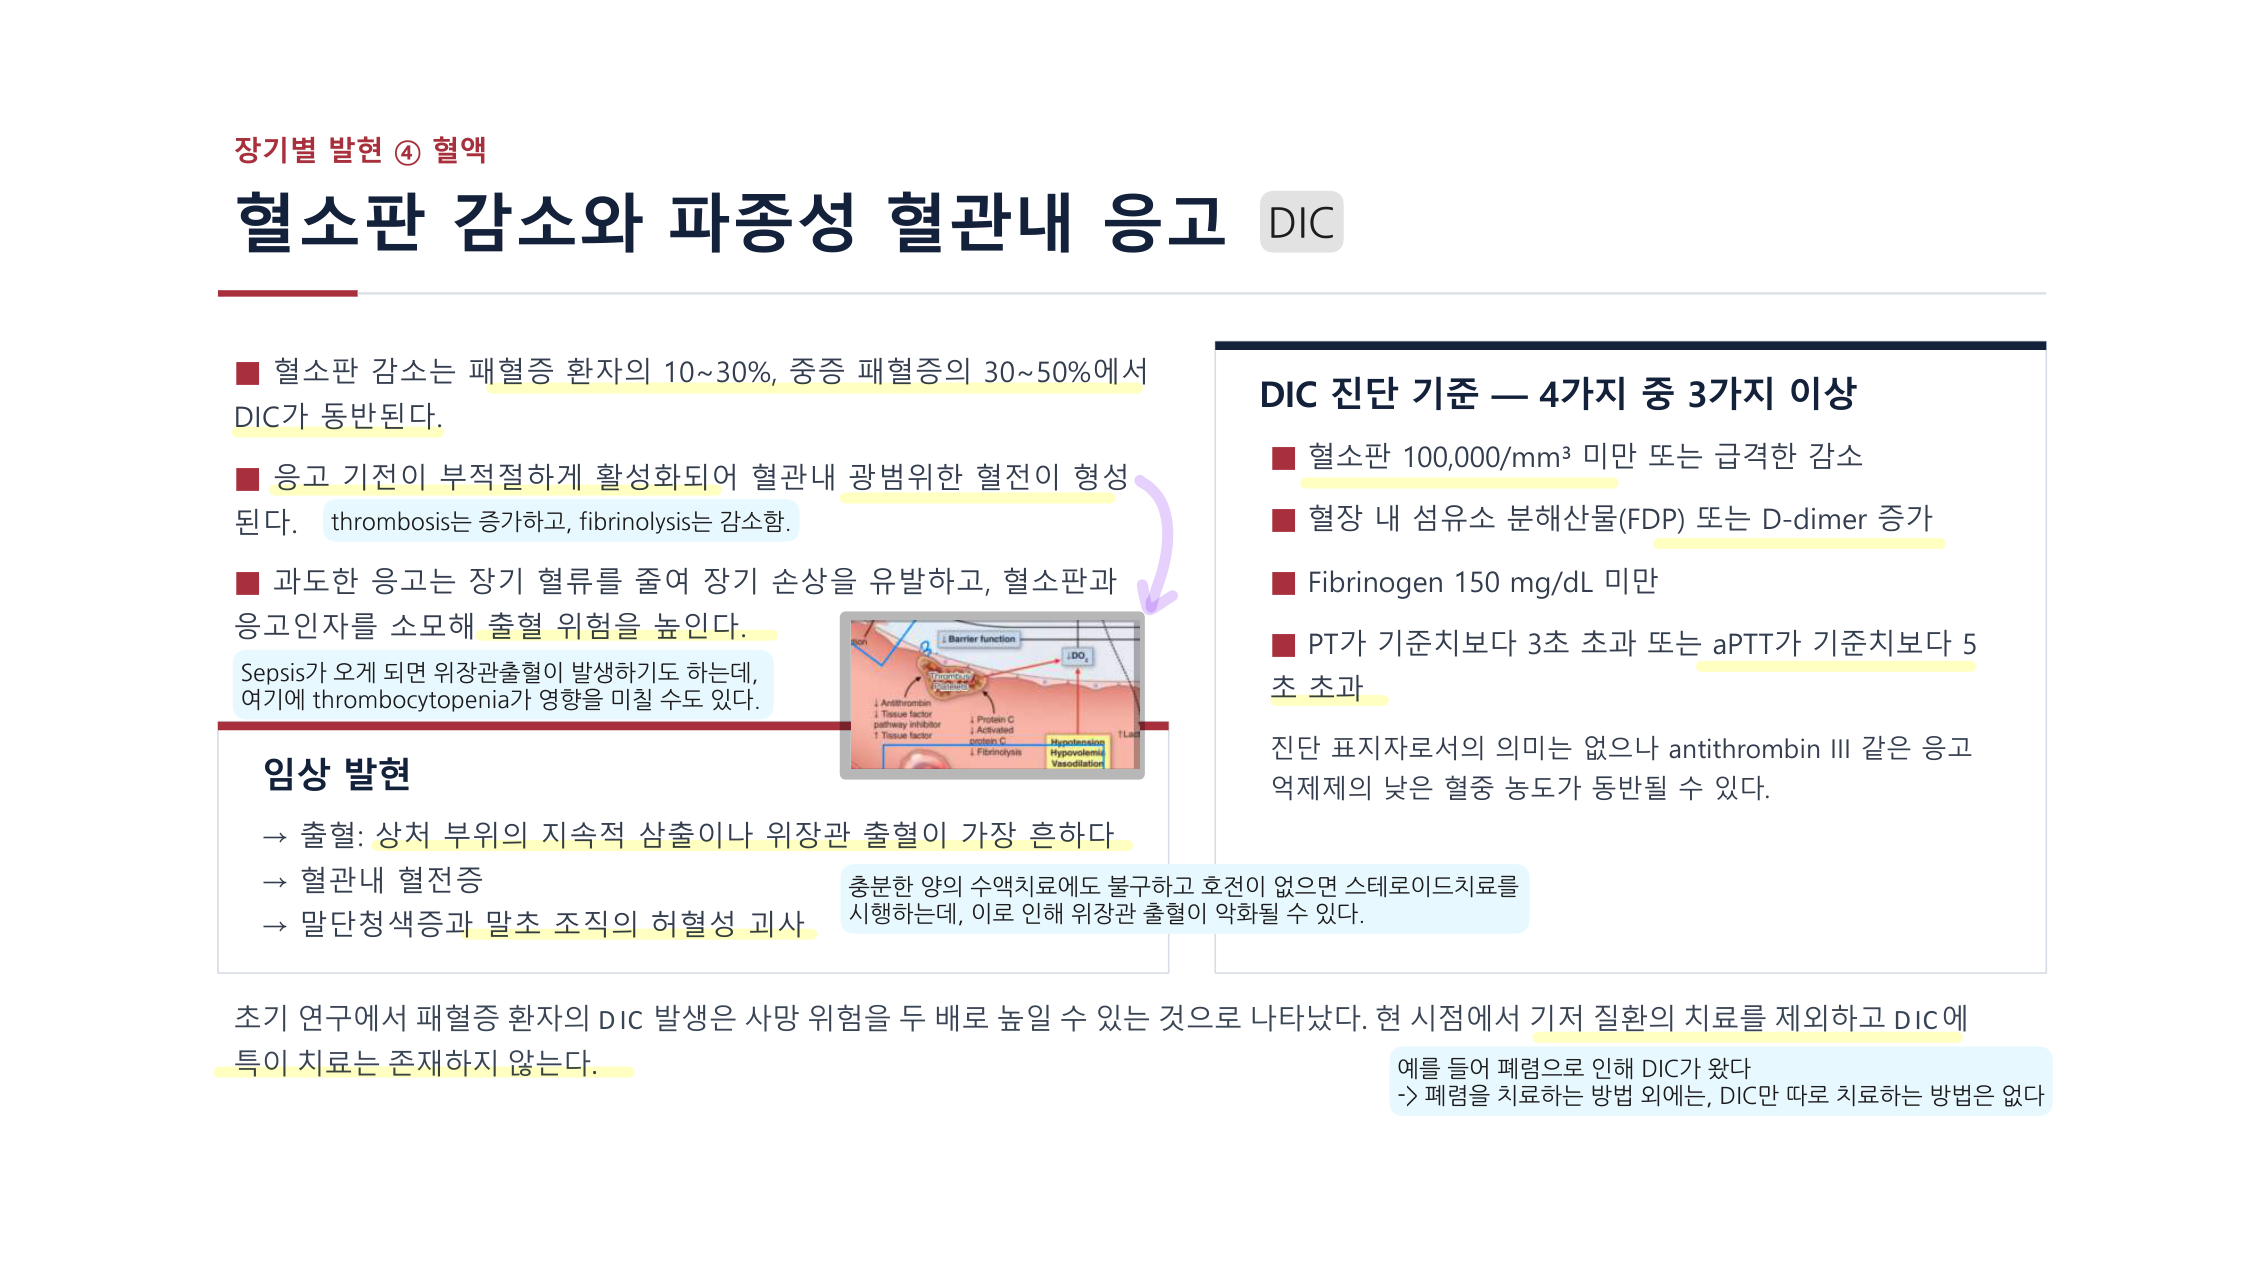 장기별 발현 ④ 혈액
혈소판 감소와 파종성 혈관내 응고 DIC
■ 혈소판 감소는 패혈증 환자의 10~30%, 중증 패혈증의 30~50%에서
DIC가 동반된다.
■ 응고 기전이 부적절하게 활성화되어 혈관내 광범위한 혈전이 형성
된다. thrombosis는 증가하고, fibrinolysis는 감소함.
■ 과도한 응고는 장기 혈류를 줄여 장기 손상을 유발하고, 혈소판과
응고인자를 소모해 출혈 위험을 높인다.
Sepsis가 오게 되면 위장관출혈이 발생하기도 하는데,
여기에 thrombocytopenia가 영향을 미칠 수도 있다.
↓ Barrier function
↓DO₂
Thrombus
Platelets
↓ Antithrombin
↓ Tissue factor
pathway inhibitor
↑ Tissue factor
↓ Protein C
↓ Activated
protein C
↓ Fibrinolysis
Hypotension
Hypovolemia
Vasodilation
임상 발현
→ 출혈: 상처 부위의 지속적 삼출이나 위장관 출혈이 가장 흔하다
→ 혈관내 혈전증
→ 말단청색증과 말초 조직의 허혈성 괴사
충분한 양의 수액치료에도 불구하고 호전이 없으면 스테로이드치료를
시행하는데, 이로 인해 위장관 출혈이 악화될 수 있다.
DIC 진단 기준 — 4가지 중 3가지 이상
■ 혈소판 100,000/mm³ 미만 또는 급격한 감소
■ 혈장 내 섬유소 분해산물(FDP) 또는 D-dimer 증가
■ Fibrinogen 150 mg/dL 미만
■ PT가 기준치보다 3초 초과 또는 aPTT가 기준치보다 5
초 초과
진단 표지자로서의 의미는 없으나 antithrombin III 같은 응고
억제제의 낮은 혈중 농도가 동반될 수 있다.
초기 연구에서 패혈증 환자의 DIC 발생은 사망 위험을 두 배로 높일 수 있는 것으로 나타났다. 현 시점에서 기저 질환의 치료를 제외하고 DIC에
특이 치료는 존재하지 않는다.
예를 들어 폐렴으로 인해 DIC가 왔다
-> 폐렴을 치료하는 방법 외에는, DIC만 따로 치료하는 방법은 없다